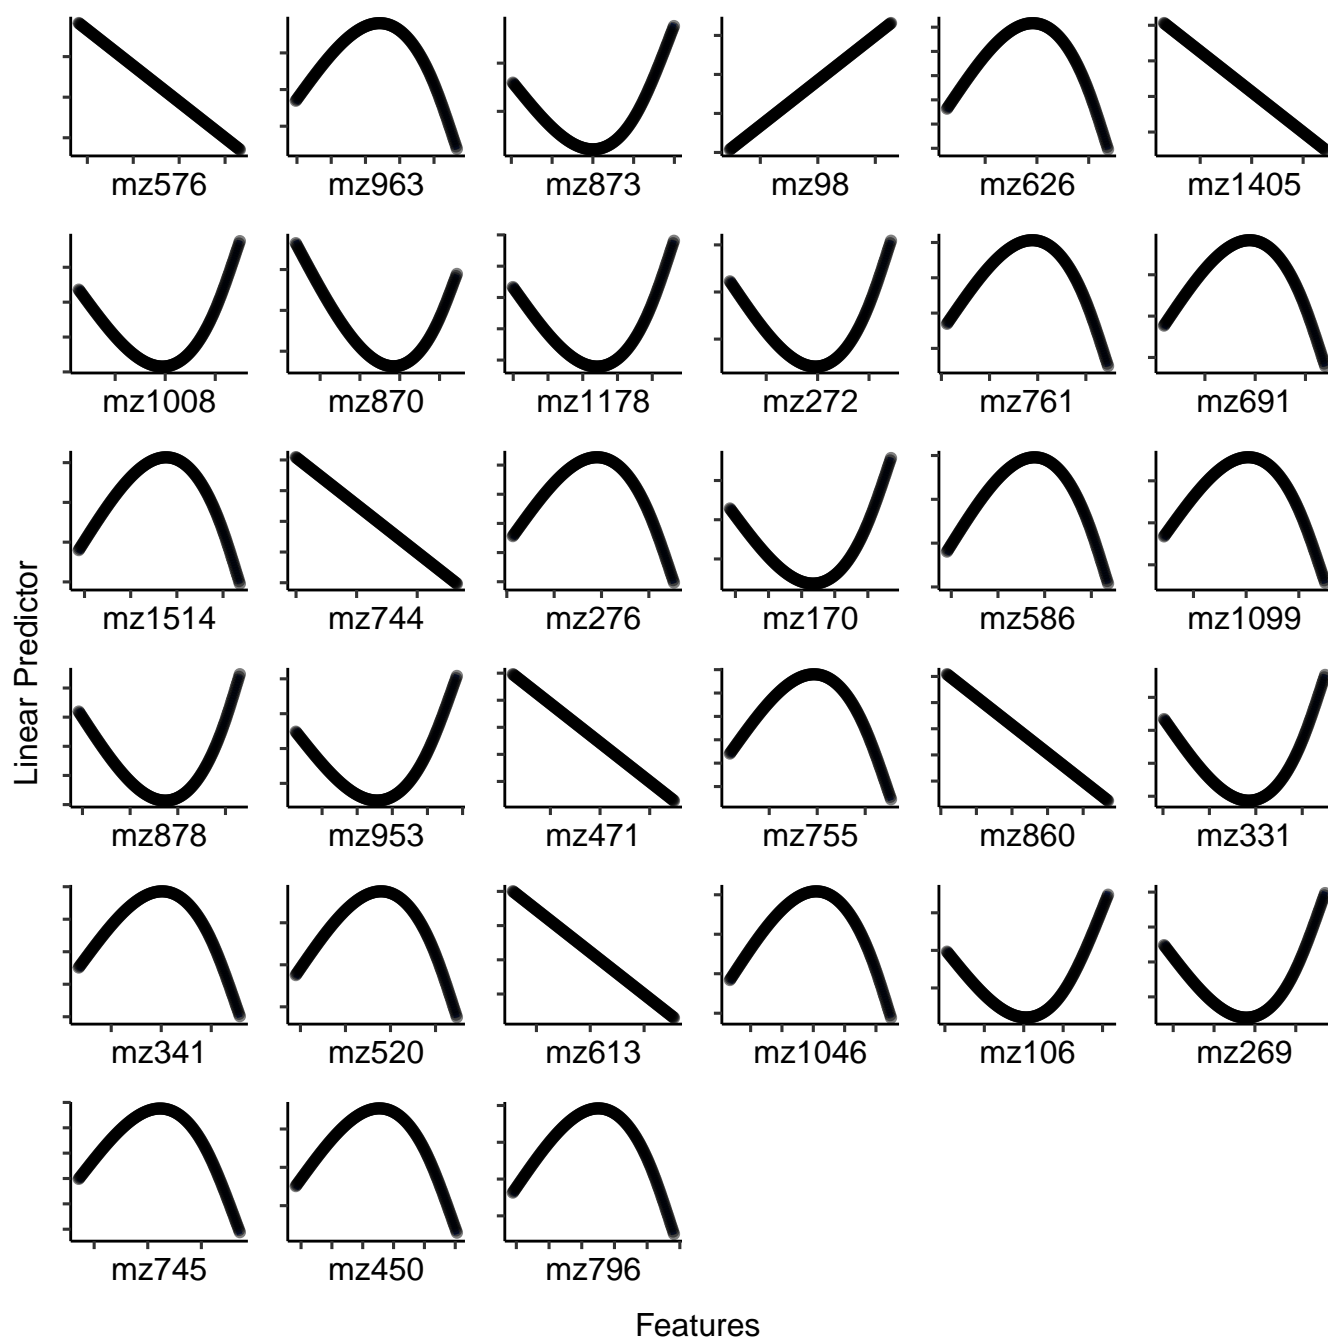 mz576 mz963 mz873 mz98 mz626 mz1405
mz1008 mz870 mz1178 mz272 mz761 mz691
mz1514 mz744 mz276 mz170 mz586 mz1099
Linear Predictor
mz878 mz953 mz471 mz755 mz860 mz331
mz341 mz520 mz613 mz1046 mz106 mz269
mz745 mz450 mz796
Features